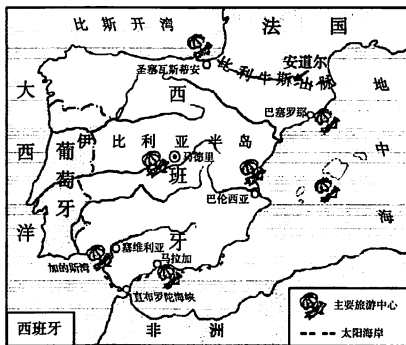 比斯开湾
法国
圣塞瓦斯蒂安
比利牛斯山脉
安道尔
大西洋
西班牙
地中海
巴塞罗那
伊比利亚半岛
葡萄牙
马德里
巴伦西亚
塞维利亚
马拉加
加的斯湾
直布罗陀海峡
非洲
西班牙
主要旅游中心
太阳海岸